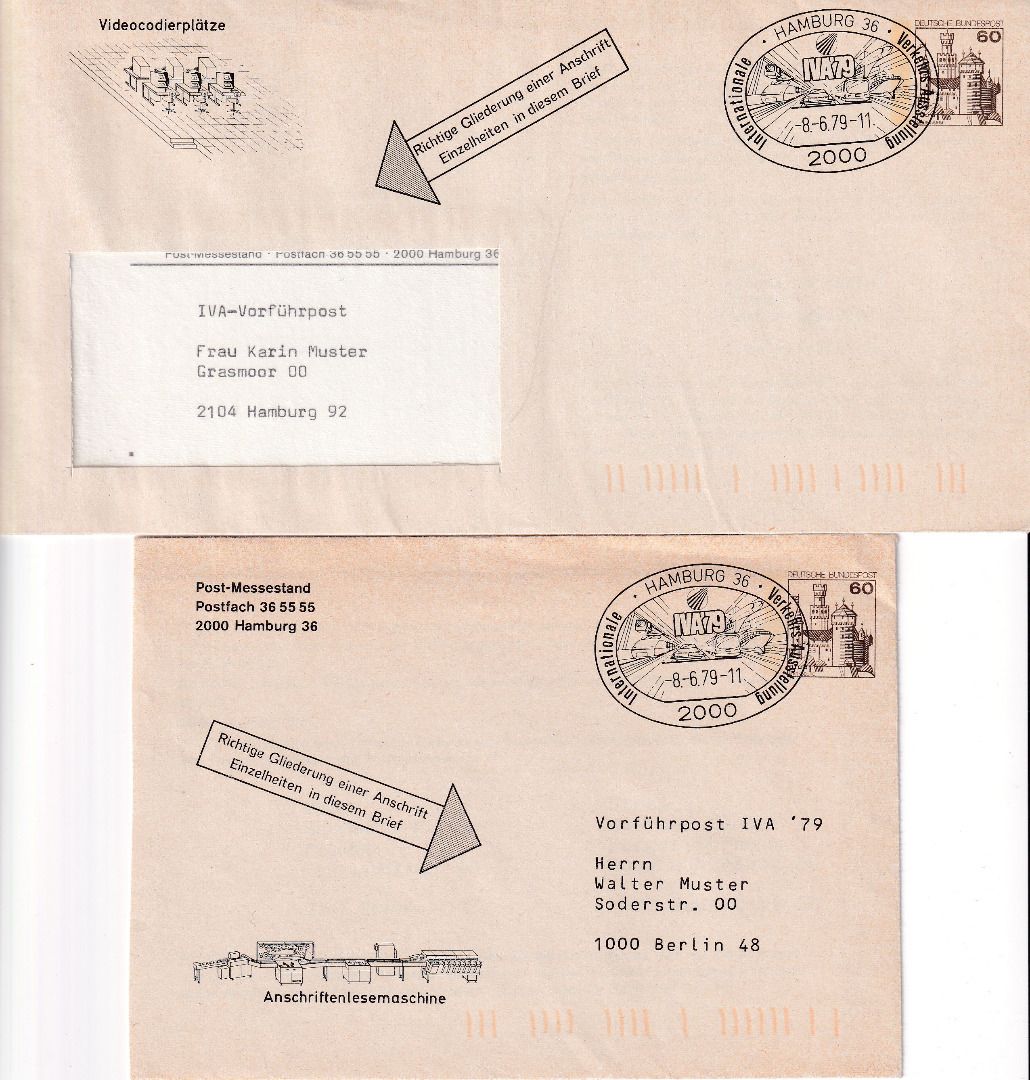 Videocodierplätze
Richtige Gliederung einer Anschrift
Einzelheiten in diesem Brief
HAMBURG 36
Internationale Verkehrs-Ausstellung
IVA'79
-8.-6.79-11.
2000
DEUTSCHE BUNDESPOST
60
Post-Messestand · Postfach 36 55 55 · 2000 Hamburg 36
IVA-Vorführpost
Frau Karin Muster
Grasmoor 00
2104 Hamburg 92
Post-Messestand
Postfach 36 55 55
2000 Hamburg 36
HAMBURG 36
Internationale Verkehrs-Ausstellung
IVA'79
-8.-6.79-11.
2000
DEUTSCHE BUNDESPOST
60
Richtige Gliederung einer Anschrift
Einzelheiten in diesem Brief
Vorführpost IVA '79
Herrn
Walter Muster
Soderstr. 00
1000 Berlin 48
Anschriftenlesemaschine